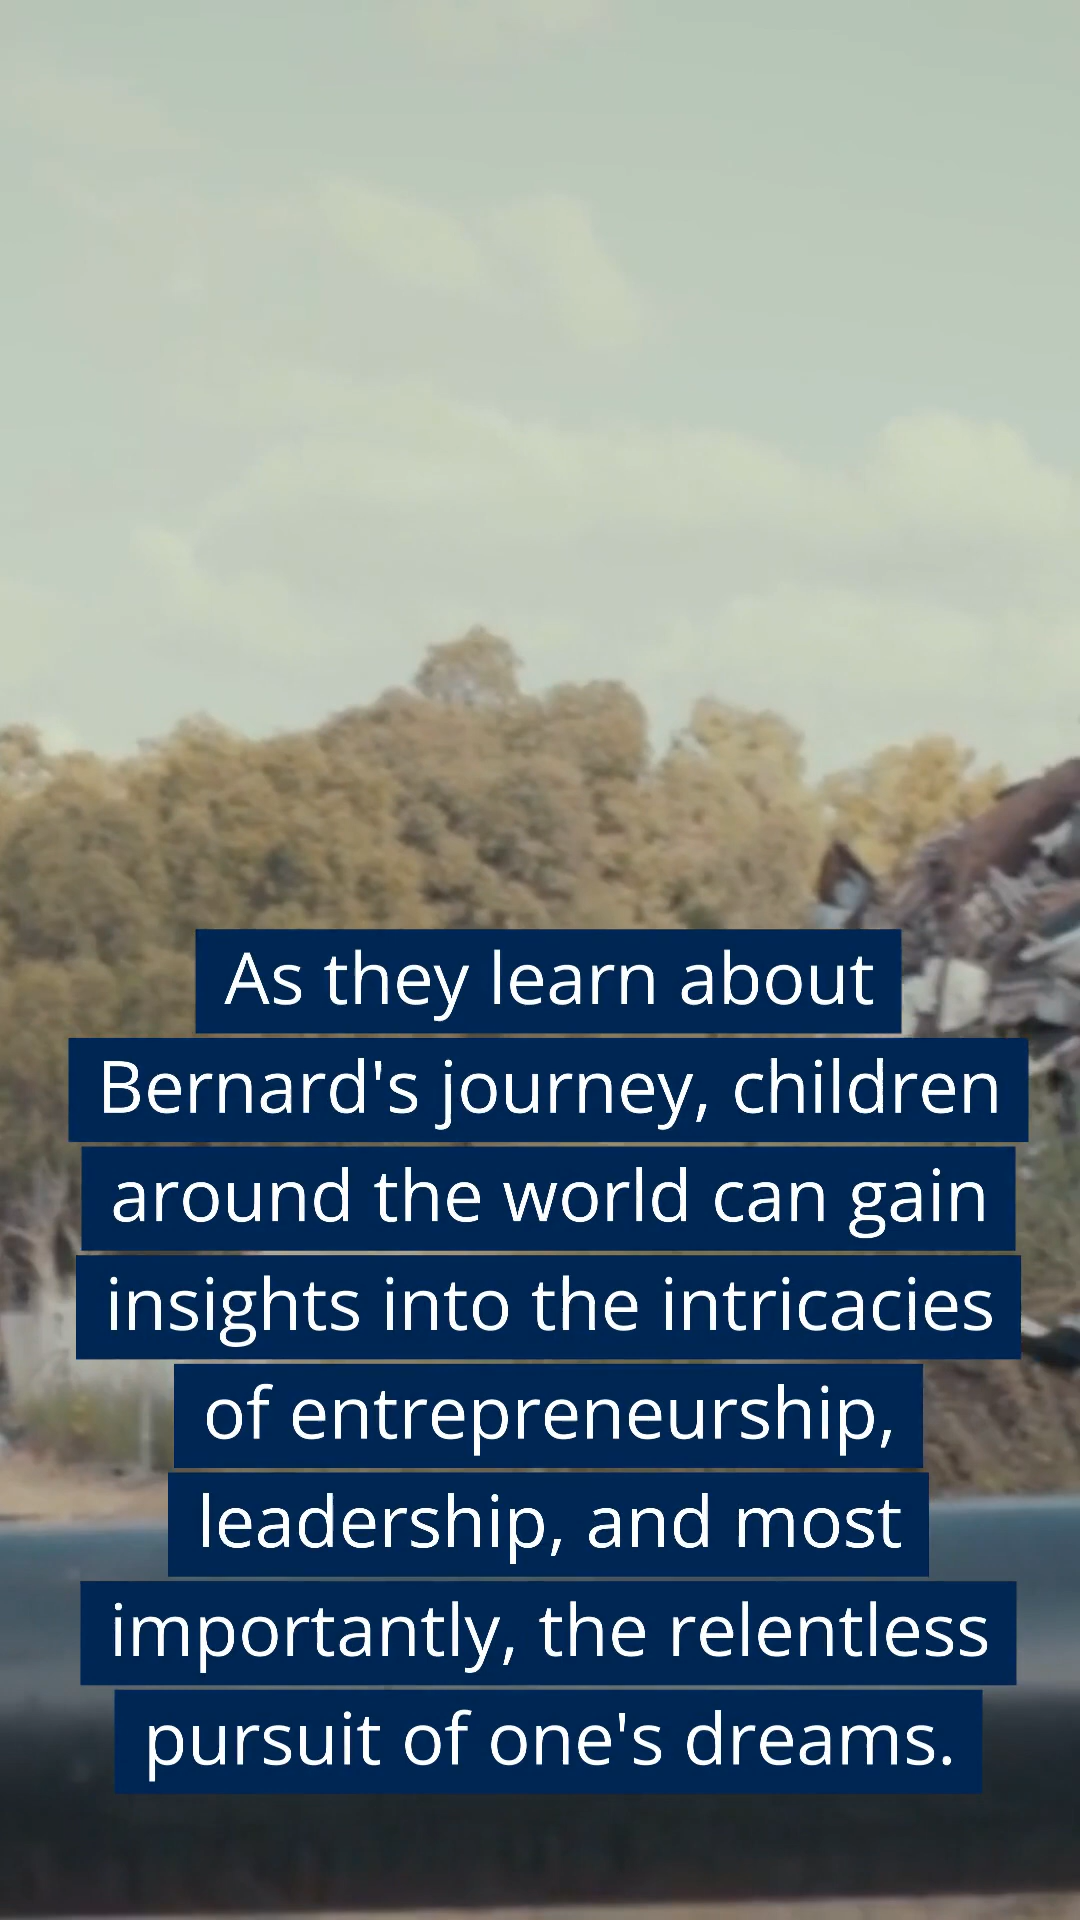 As they learn about
Bernard's journey, children
around the world can gain
insights into the intricacies
of entrepreneurship,
leadership, and most
importantly, the relentless
pursuit of one's dreams.